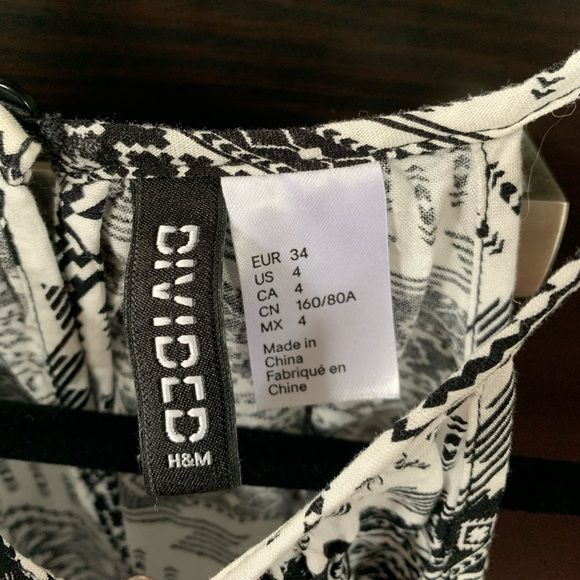 DIVIDED
H&M
EUR 34
US 4
CA 4
CN 160/80A
MX 4
Made in
China
Fabriqué en
Chine